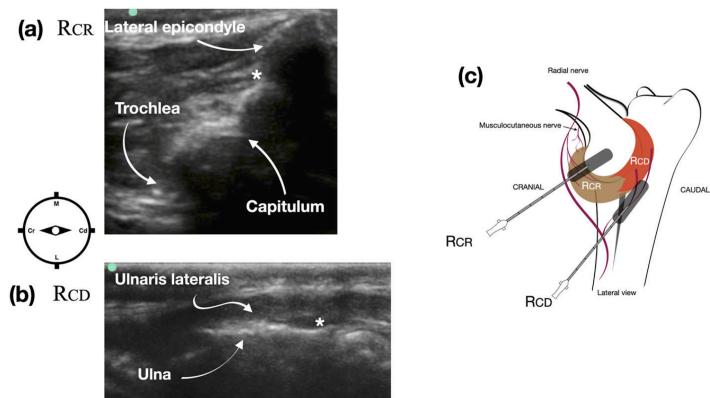 (a) RCR
Lateral epicondyle
*
Trochlea
Capitulum
M
Cr
Cd
L
(b) RCD
Ulnaris lateralis
*
Ulna
(c)
Radial nerve
Musculocutaneous nerve
RCD
RCR
CRANIAL
CAUDAL
RCR
RCD
Lateral view